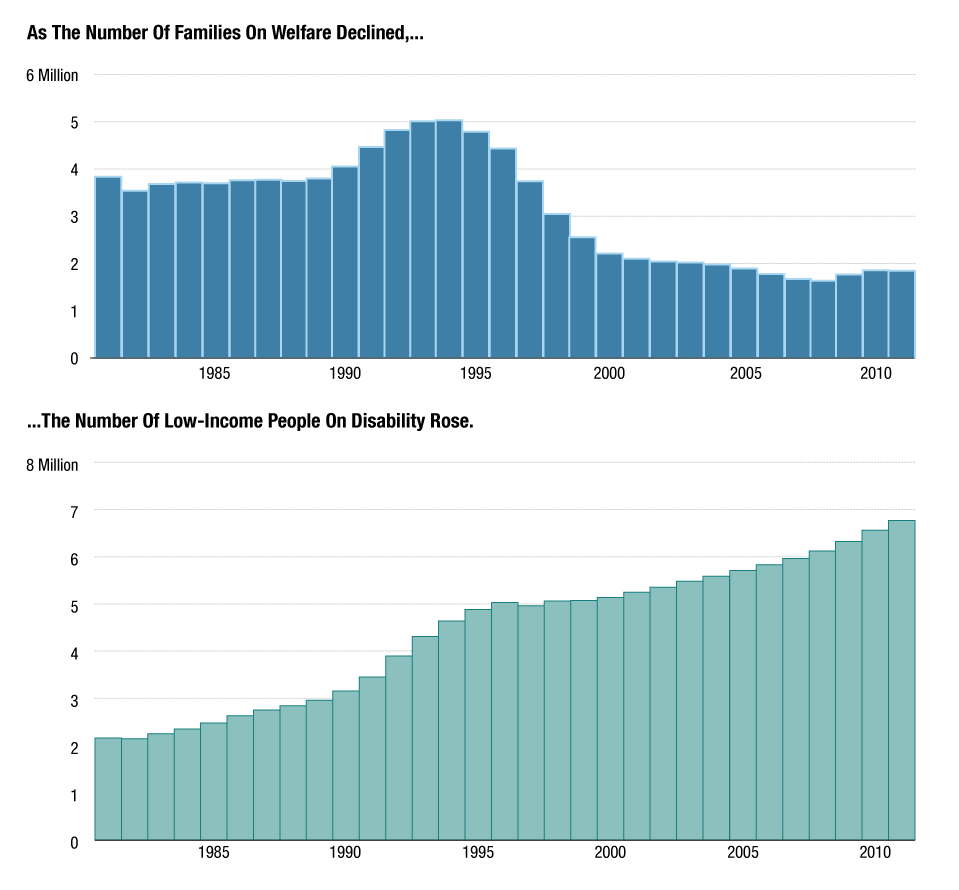 As The Number Of Families On Welfare Declined,...
6 Million
5
4
3
2
1
0
1985 1990 1995 2000 2005 2010
...The Number Of Low-Income People On Disability Rose.
8 Million
7
6
5
4
3
2
1
0
1985 1990 1995 2000 2005 2010